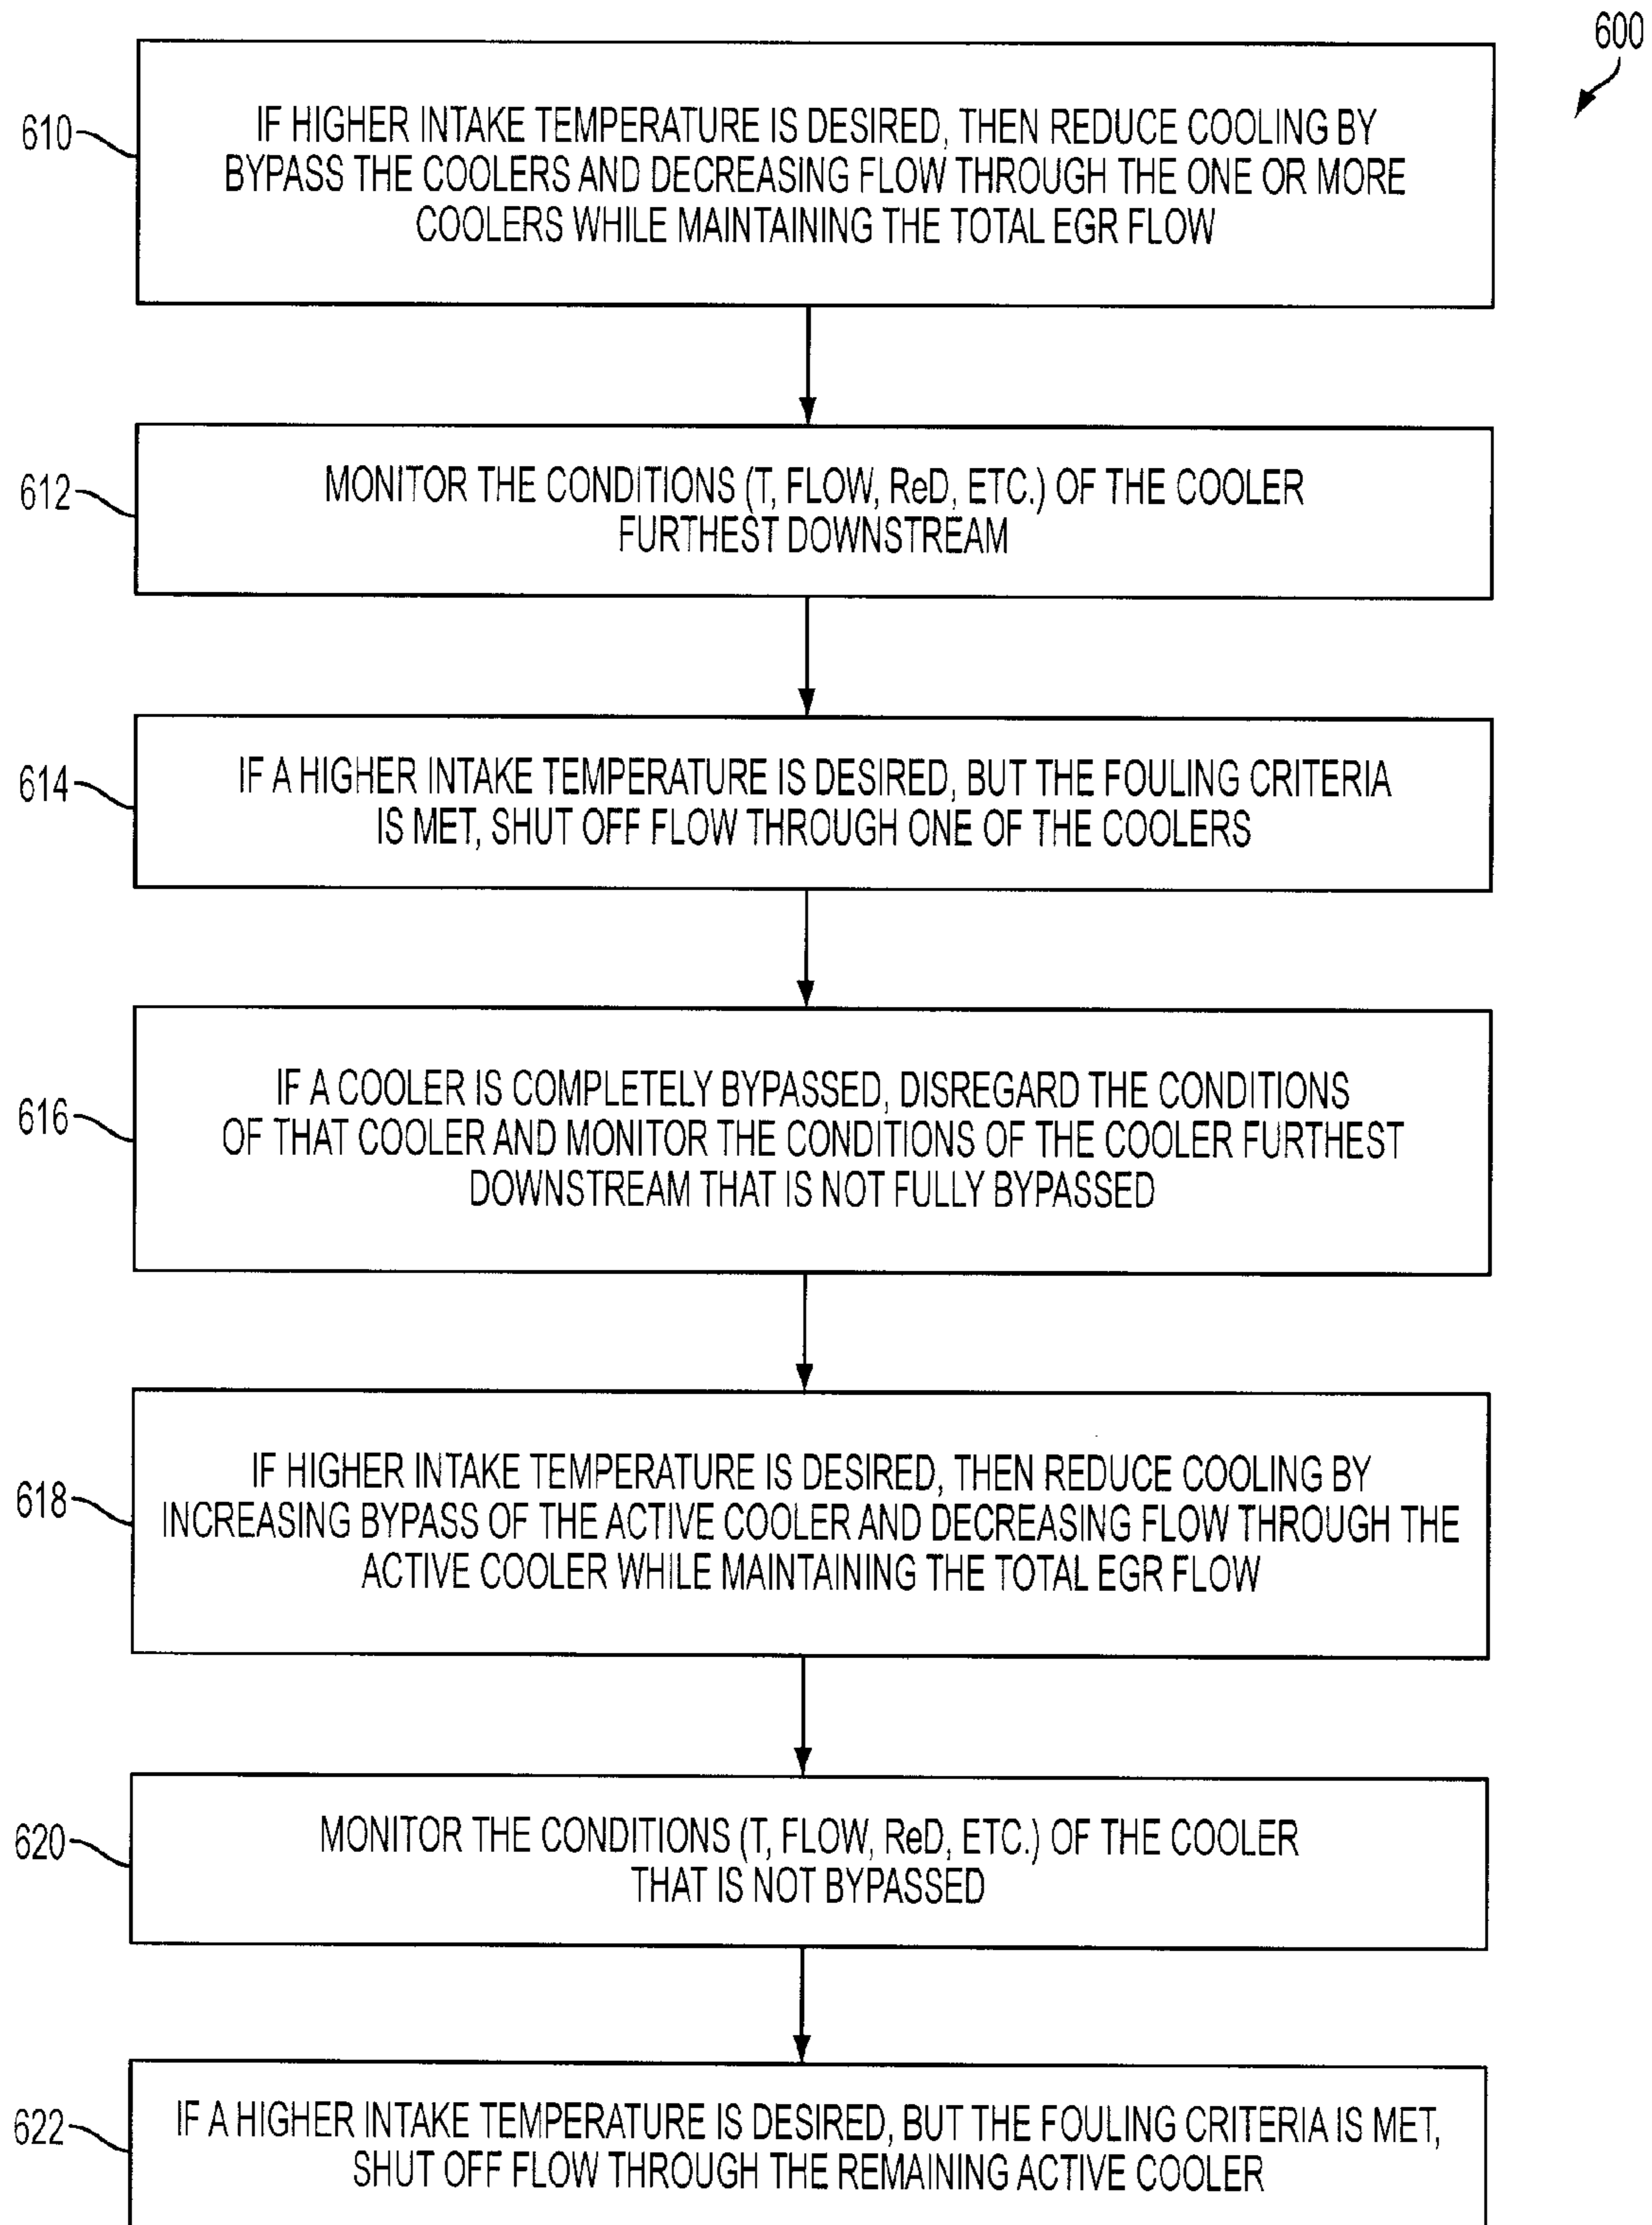 600
610
IF HIGHER INTAKE TEMPERATURE IS DESIRED, THEN REDUCE COOLING BY
BYPASS THE COOLERS AND DECREASING FLOW THROUGH THE ONE OR MORE
COOLERS WHILE MAINTAINING THE TOTAL EGR FLOW
612
MONITOR THE CONDITIONS (T, FLOW, ReD, ETC.) OF THE COOLER
FURTHEST DOWNSTREAM
614
IF A HIGHER INTAKE TEMPERATURE IS DESIRED, BUT THE FOULING CRITERIA
IS MET, SHUT OFF FLOW THROUGH ONE OF THE COOLERS
616
IF A COOLER IS COMPLETELY BYPASSED, DISREGARD THE CONDITIONS
OF THAT COOLER AND MONITOR THE CONDITIONS OF THE COOLER FURTHEST
DOWNSTREAM THAT IS NOT FULLY BYPASSED
618
IF HIGHER INTAKE TEMPERATURE IS DESIRED, THEN REDUCE COOLING BY
INCREASING BYPASS OF THE ACTIVE COOLER AND DECREASING FLOW THROUGH THE
ACTIVE COOLER WHILE MAINTAINING THE TOTAL EGR FLOW
620
MONITOR THE CONDITIONS (T, FLOW, ReD, ETC.) OF THE COOLER
THAT IS NOT BYPASSED
622
IF A HIGHER INTAKE TEMPERATURE IS DESIRED, BUT THE FOULING CRITERIA IS MET,
SHUT OFF FLOW THROUGH THE REMAINING ACTIVE COOLER